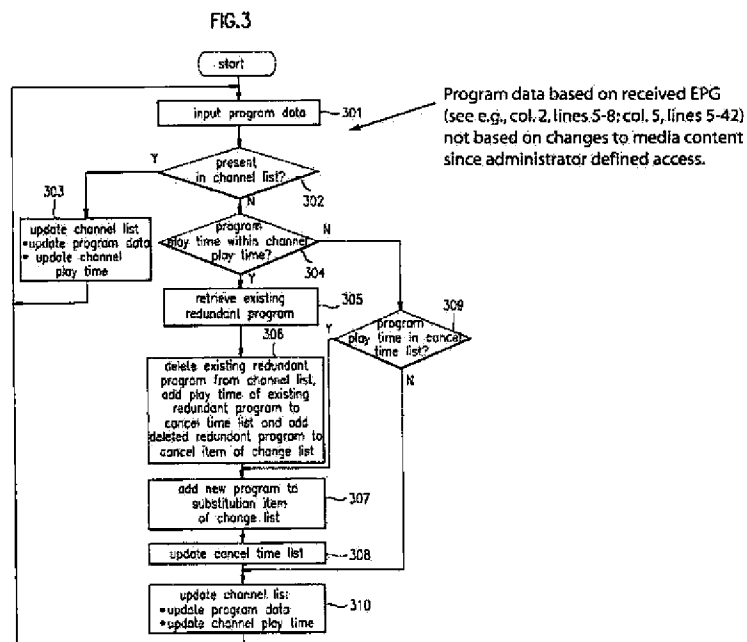 FIG.3
start
input program data
301
Program data based on received EPG
(see e.g., col. 2, lines 5-8; col. 5, lines 5-42)
not based on changes to media content
since administrator defined access.
Y
present
in channel list?
302
N
303
update channel list
•update program data
• update channel
play time
program
play time within channel
play time?
304
N
Y
retrieve existing
redundant program
305
306
delete existing redundant
program from channel list,
add play time of existing
redundant program to
cancel time list and add
deleted redundant program to
cancel item of change list
309
Y
program
play time in cancel
time list?
N
add new program to
substitution item
of change list
307
update cancel time list
308
update channel list
•update program data
•update channel play time
310